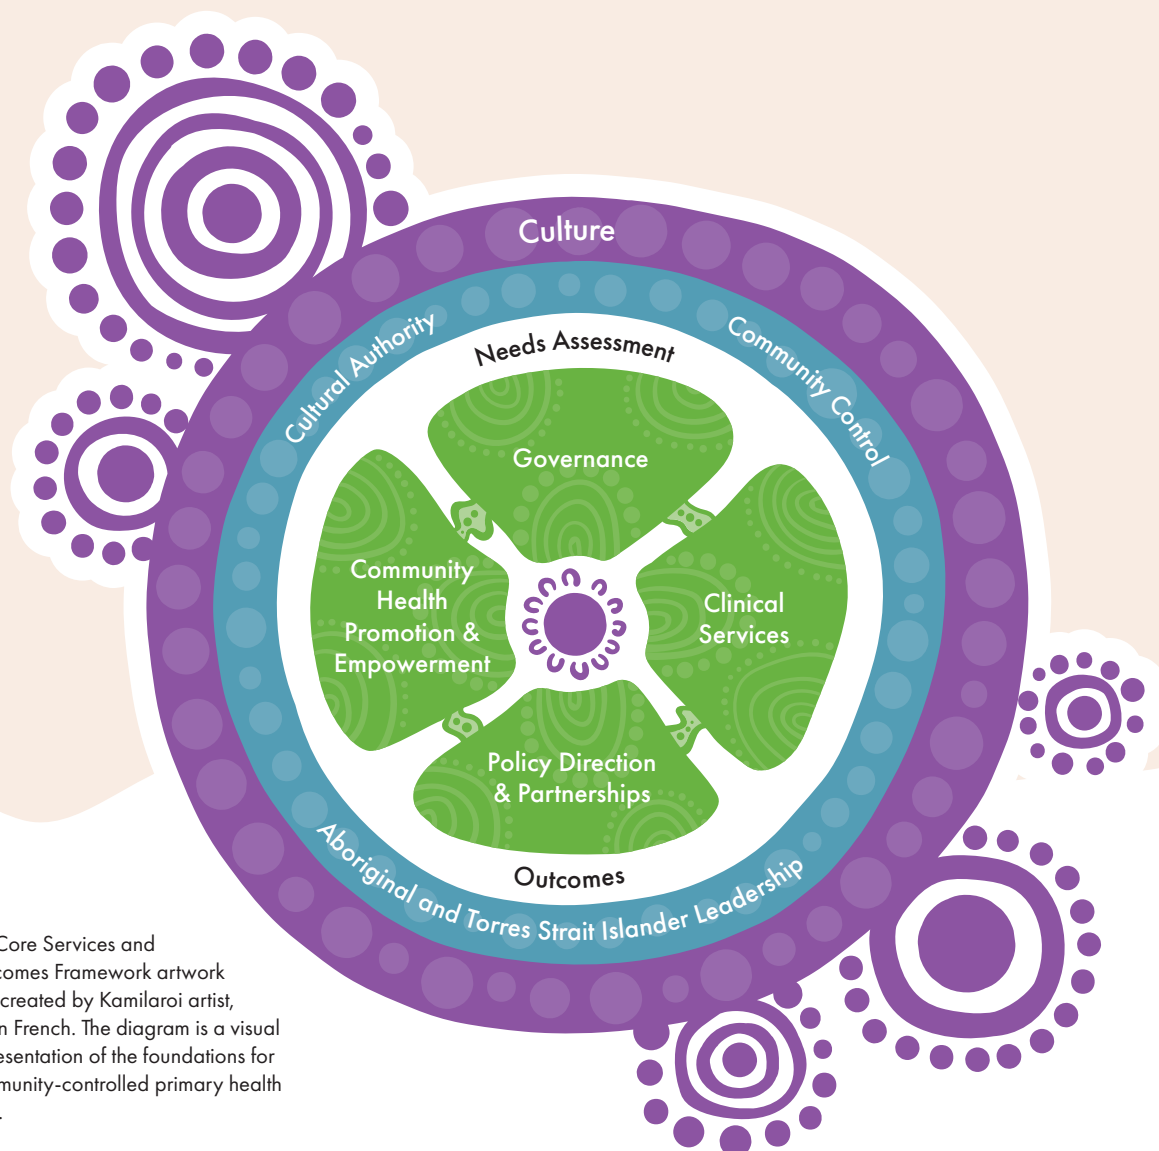 Culture
Cultural Authority
Community Control
Needs Assessment
Governance
Community
Health
Promotion &
Empowerment
Clinical
Services
Policy Direction
& Partnerships
Outcomes
Aboriginal and Torres Strait Islander Leadership
Core Services and
comes Framework artwork
created by Kamilaroi artist,
n French. The diagram is a visual
esentation of the foundations for
munity-controlled primary health
.